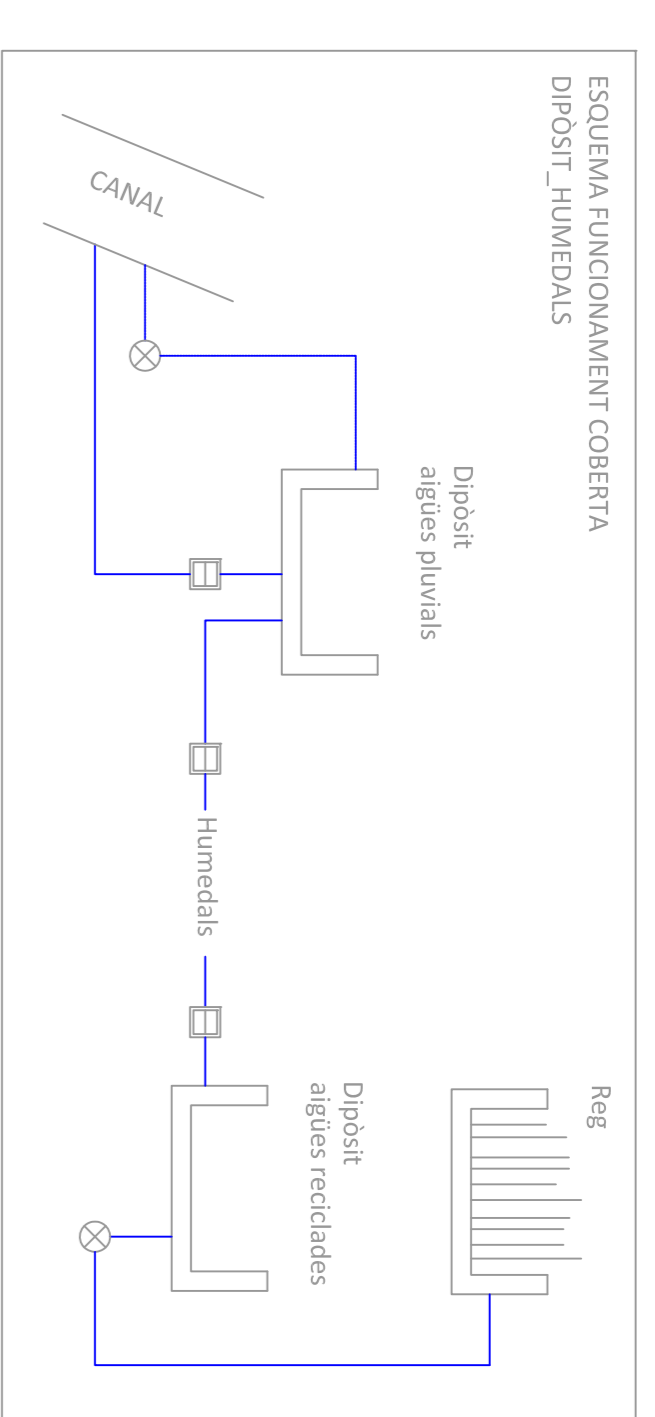 ESQUEMA FUNCIONAMENT COBERTA
DIPÒSIT_HUMEDALS
CANAL
Dipòsit
aigües pluvials
Humedals
Dipòsit
aigües reciclades
Reg